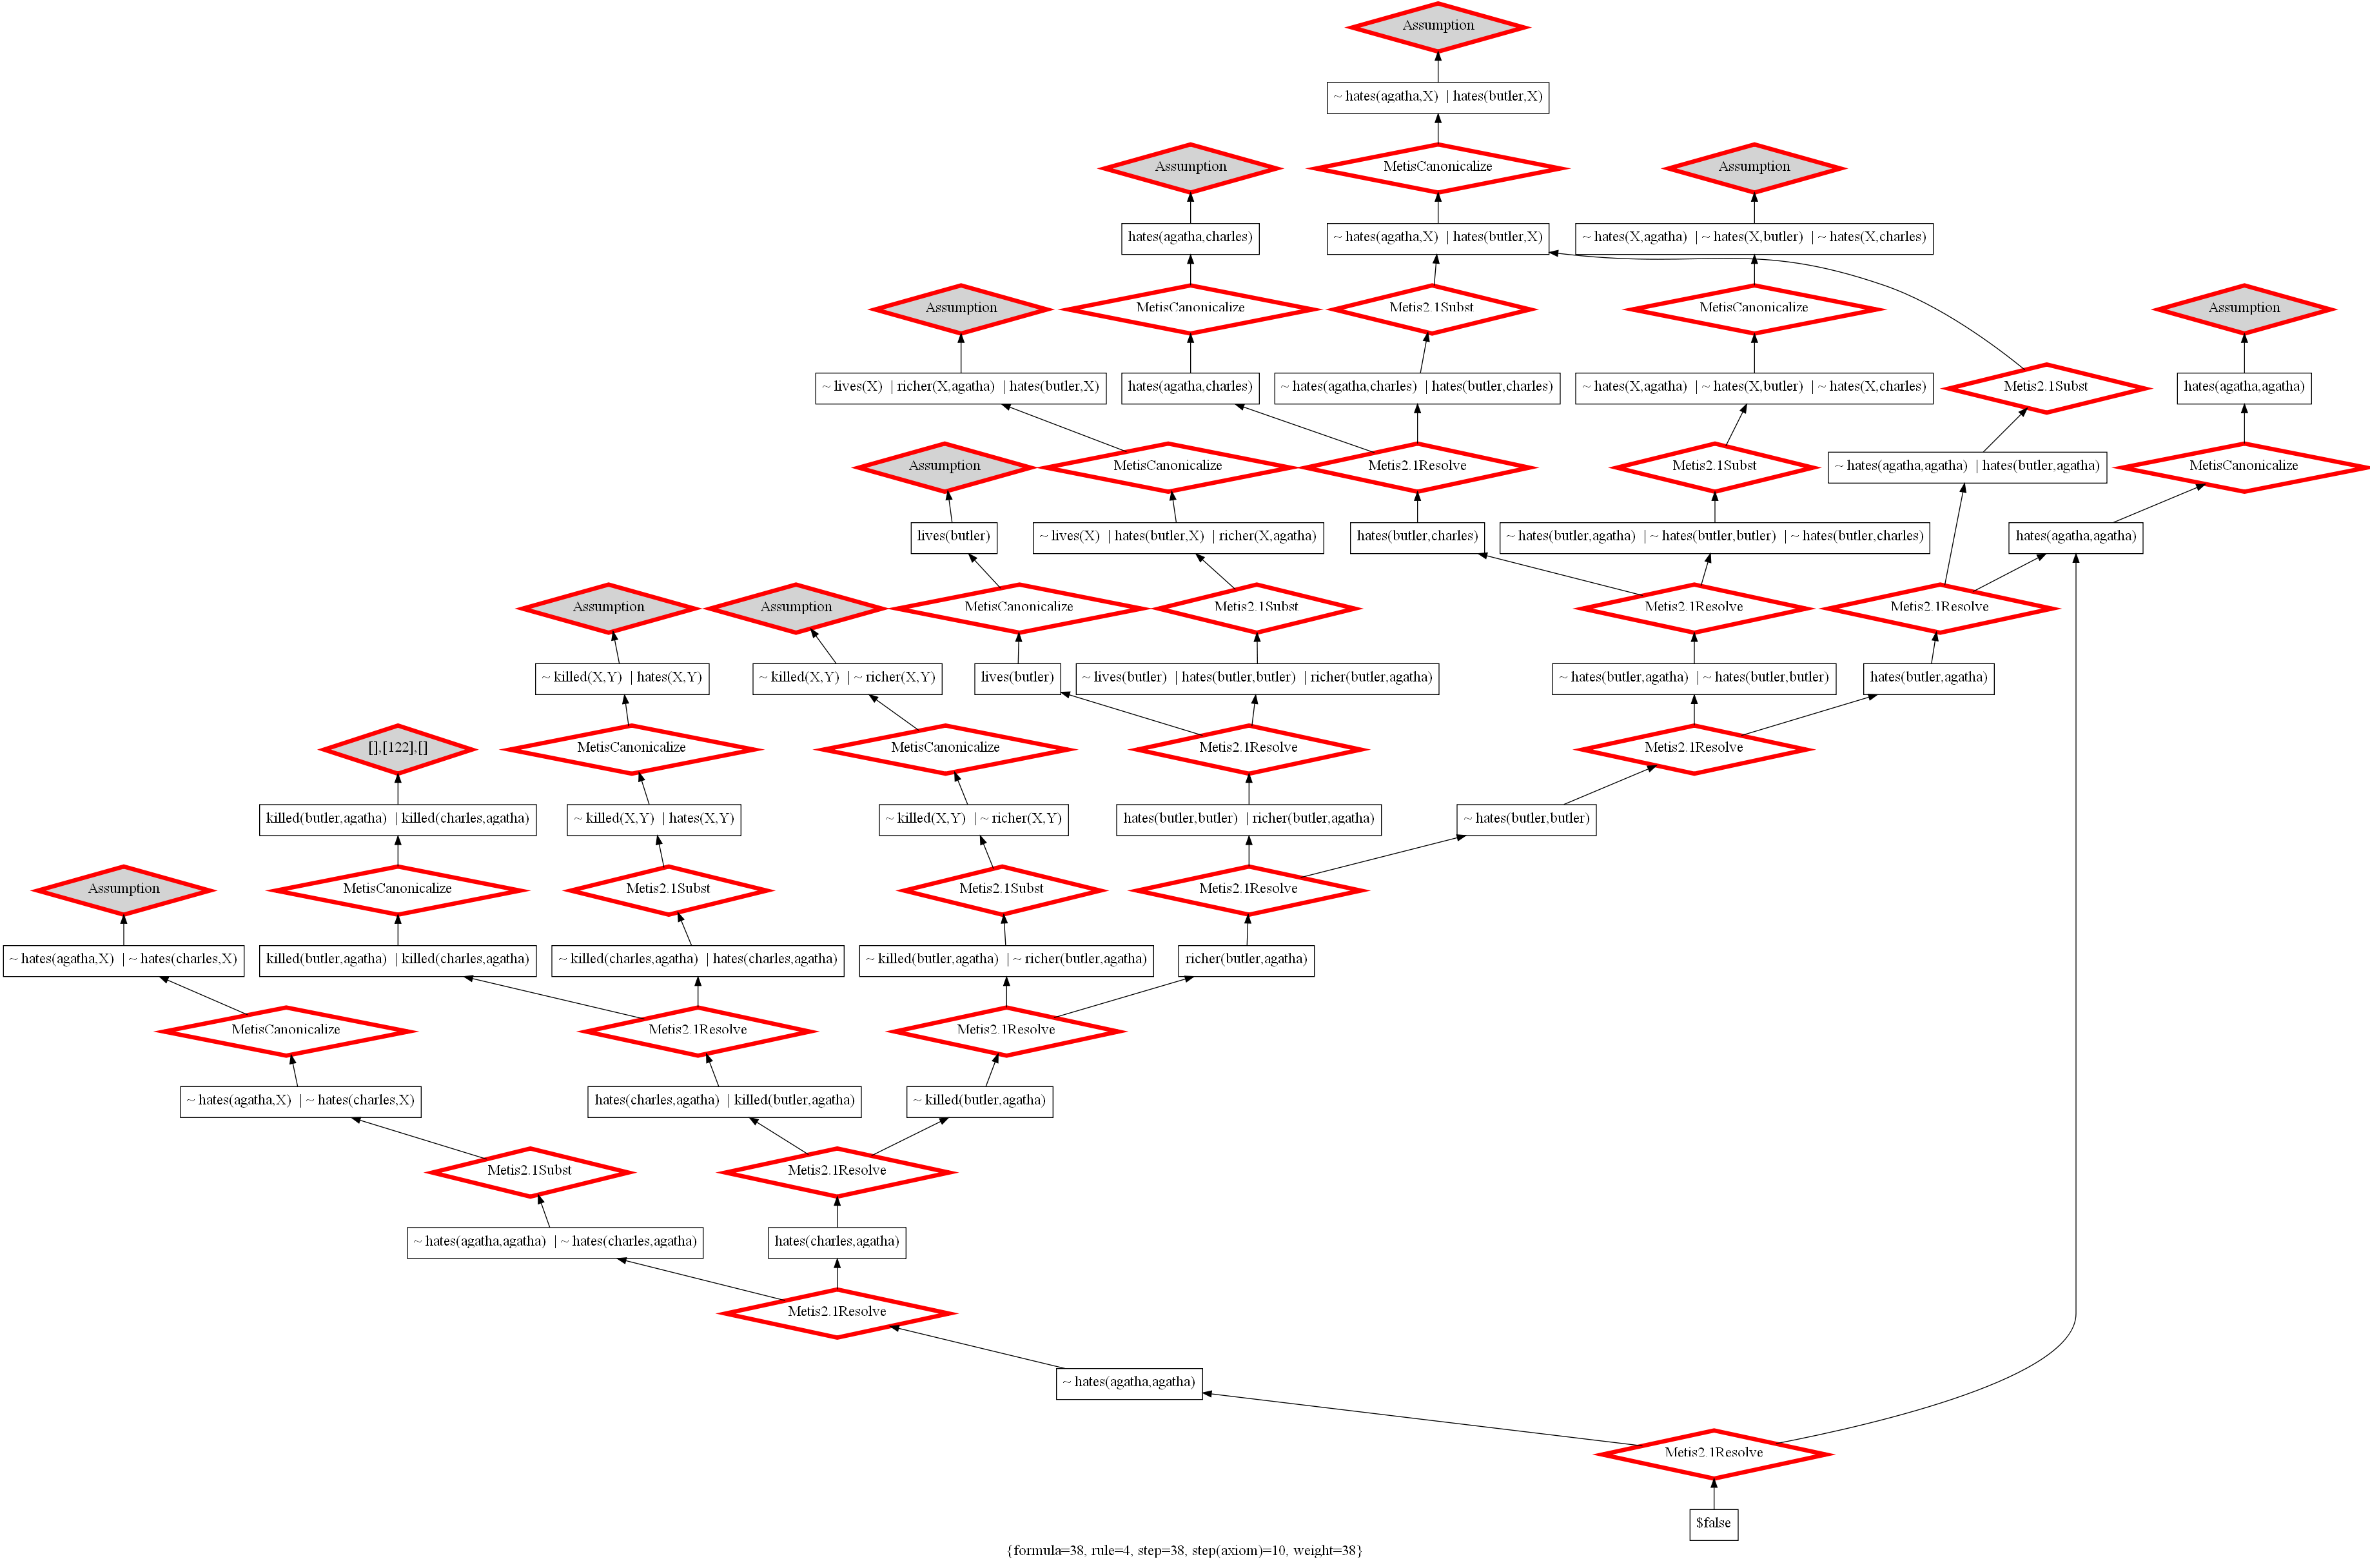 Assumption
~ hates(agatha,X) | hates(butler,X)
Assumption
MetisCanonicalize
Assumption
hates(agatha,charles)
~ hates(agatha,X) | hates(butler,X)
~ hates(X,agatha) | ~ hates(X,butler) | ~ hates(X,charles)
Assumption
MetisCanonicalize
Metis2.1Subst
MetisCanonicalize
Assumption
~ lives(X) | richer(X,agatha) | hates(butler,X)
hates(agatha,charles)
~ hates(agatha,charles) | hates(butler,charles)
~ hates(X,agatha) | ~ hates(X,butler) | ~ hates(X,charles)
Metis2.1Subst
hates(agatha,agatha)
Assumption
MetisCanonicalize
Metis2.1Resolve
Metis2.1Subst
~ hates(agatha,agatha) | hates(butler,agatha)
MetisCanonicalize
lives(butler)
~ lives(X) | hates(butler,X) | richer(X,agatha)
hates(butler,charles)
~ hates(butler,agatha) | ~ hates(butler,butler) | ~ hates(butler,charles)
hates(agatha,agatha)
Assumption
Assumption
MetisCanonicalize
Metis2.1Subst
Metis2.1Resolve
Metis2.1Resolve
~ killed(X,Y) | hates(X,Y)
~ killed(X,Y) | ~ richer(X,Y)
lives(butler)
~ lives(butler) | hates(butler,butler) | richer(butler,agatha)
~ hates(butler,agatha) | ~ hates(butler,butler)
hates(butler,agatha)
[],[122],[]
MetisCanonicalize
MetisCanonicalize
Metis2.1Resolve
Metis2.1Resolve
killed(butler,agatha) | killed(charles,agatha)
~ killed(X,Y) | hates(X,Y)
~ killed(X,Y) | ~ richer(X,Y)
hates(butler,butler) | richer(butler,agatha)
~ hates(butler,butler)
Assumption
MetisCanonicalize
Metis2.1Subst
Metis2.1Subst
Metis2.1Resolve
~ hates(agatha,X) | ~ hates(charles,X)
killed(butler,agatha) | killed(charles,agatha)
~ killed(charles,agatha) | hates(charles,agatha)
~ killed(butler,agatha) | ~ richer(butler,agatha)
richer(butler,agatha)
MetisCanonicalize
Metis2.1Resolve
Metis2.1Resolve
~ hates(agatha,X) | ~ hates(charles,X)
hates(charles,agatha) | killed(butler,agatha)
~ killed(butler,agatha)
Metis2.1Subst
Metis2.1Resolve
~ hates(agatha,agatha) | ~ hates(charles,agatha)
hates(charles,agatha)
Metis2.1Resolve
~ hates(agatha,agatha)
Metis2.1Resolve
$false
{formula=38, rule=4, step=38, step(axiom)=10, weight=38}